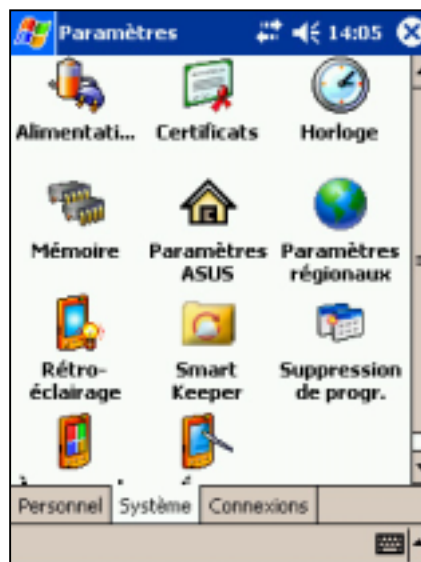 Paramètres 14:05
Alimentati... Certificats Horloge
Mémoire Paramètres ASUS Paramètres régionaux
Rétro-éclairage Smart Keeper Suppression de progr.
Personnel Système Connexions